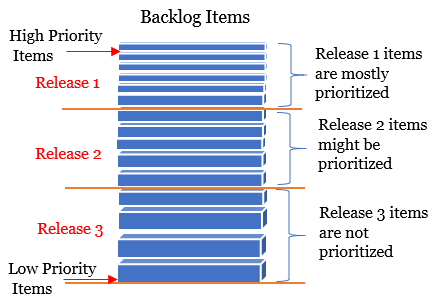 Backlog Items
High Priority
Items
Release 1
Release 1 items
are mostly
prioritized
Release 2
Release 2 items
might be
prioritized
Release 3
Release 3 items
are not
prioritized
Low Priority
Items